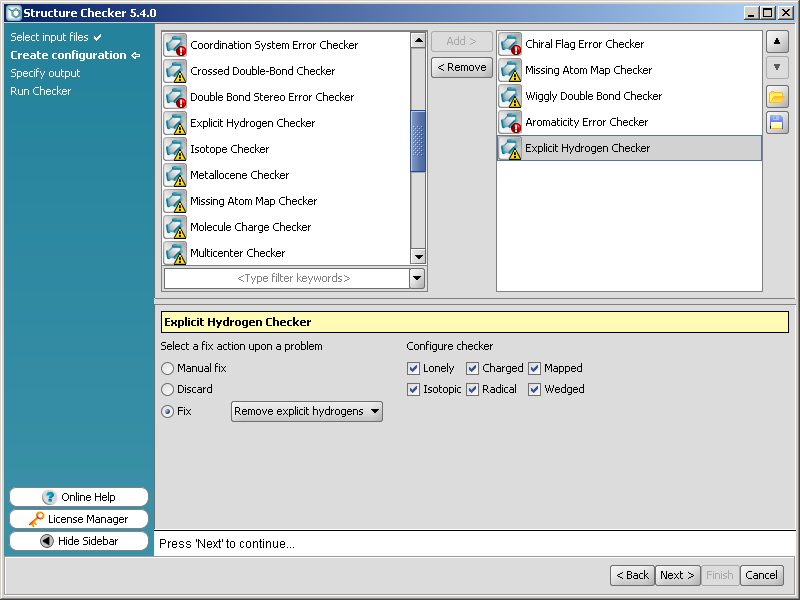 Structure Checker 5.4.0
Select input files
Create configuration
Specify output
Run Checker
Coordination System Error Checker
Crossed Double-Bond Checker
Double Bond Stereo Error Checker
Explicit Hydrogen Checker
Isotope Checker
Metallocene Checker
Missing Atom Map Checker
Molecule Charge Checker
Multicenter Checker
<Type filter keywords>
Add >
< Remove
Chiral Flag Error Checker
Missing Atom Map Checker
Wiggly Double Bond Checker
Aromaticity Error Checker
Explicit Hydrogen Checker
Explicit Hydrogen Checker
Select a fix action upon a problem
Manual fix
Discard
Fix Remove explicit hydrogens
Configure checker
Lonely Charged Mapped
Isotopic Radical Wedged
Online Help
License Manager
Hide Sidebar
Press 'Next' to continue...
< Back Next > Finish Cancel